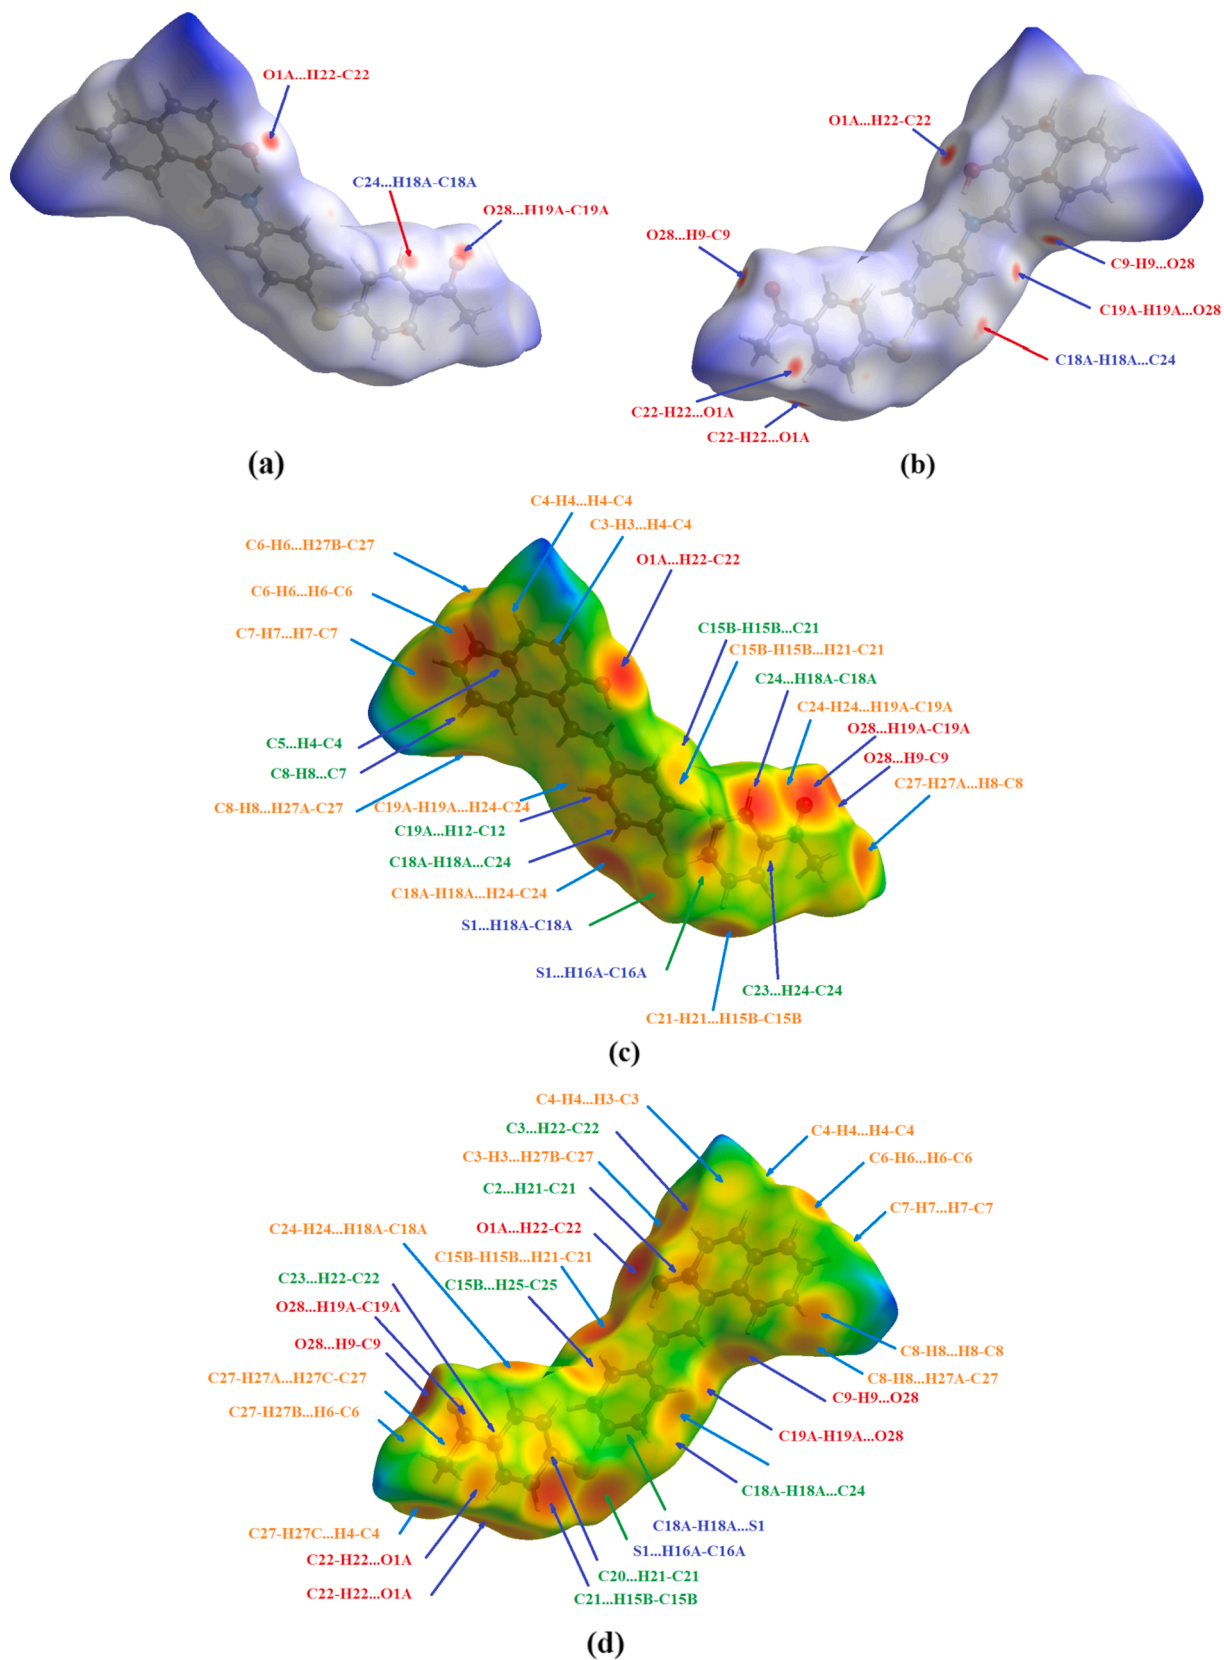 O1A...H22-C22
C24...H18A-C18A
O28...H19A-C19A
(a)
O1A...H22-C22
O28...H9-C9
C9-H9...O28
C19A-H19A...O28
C18A-H18A...C24
C22-H22...O1A
C22-H22...O1A
(b)
C4-H4...H4-C4
C3-H3...H4-C4
C6-H6...H27B-C27
O1A...H22-C22
C6-H6...H6-C6
C7-H7...H7-C7
C15B-H15B...C21
C15B-H15B...H21-C21
C24...H18A-C18A
C24-H24...H19A-C19A
O28...H19A-C19A
C5...H4-C4
O28...H9-C9
C8-H8...C7
C27-H27A...H8-C8
C8-H8...H27A-C27
C19A-H19A...H24-C24
C19A...H12-C12
C18A-H18A...C24
C18A-H18A...H24-C24
S1...H18A-C18A
S1...H16A-C16A
C23...H24-C24
C21-H21...H15B-C15B
(c)
C4-H4...H3-C3
C3...H22-C22
C4-H4...H4-C4
C3-H3...H27B-C27
C6-H6...H6-C6
C2...H21-C21
C7-H7...H7-C7
C24-H24...H18A-C18A
O1A...H22-C22
C15B-H15B...H21-C21
C23...H22-C22
C15B...H25-C25
O28...H19A-C19A
O28...H9-C9
C8-H8...H8-C8
C27-H27A...H27C-C27
C8-H8...H27A-C27
C9-H9...O28
C27-H27B...H6-C6
C19A-H19A...O28
C18A-H18A...C24
C18A-H18A...S1
C27-H27C...H4-C4
S1...H16A-C16A
C22-H22...O1A
C20...H21-C21
C22-H22...O1A
C21...H15B-C15B
(d)